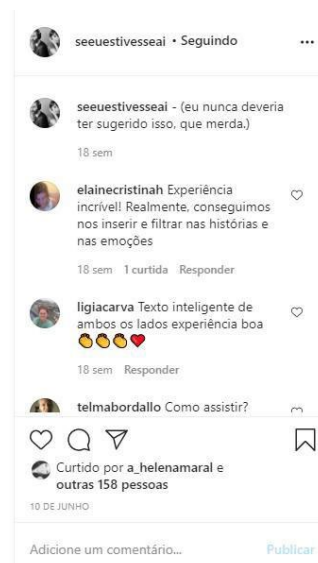 seeuestivesseai • Seguindo
...
seeuestivesseai - (eu nunca deveria
ter sugerido isso, que merda.)
18 sem
elainecristinah Experiência
incrível! Realmente, conseguimos
nos inserir e filtrar nas histórias e
nas emoções
18 sem 1 curtida Responder
ligiacarva Texto inteligente de
ambos os lados experiência boa
👏👏👏❤️
18 sem Responder
telmabordallo Como assistir?
Curtido por a_helenamaral e
outras 158 pessoas
10 DE JUNHO
Adicione um comentário... Publicar